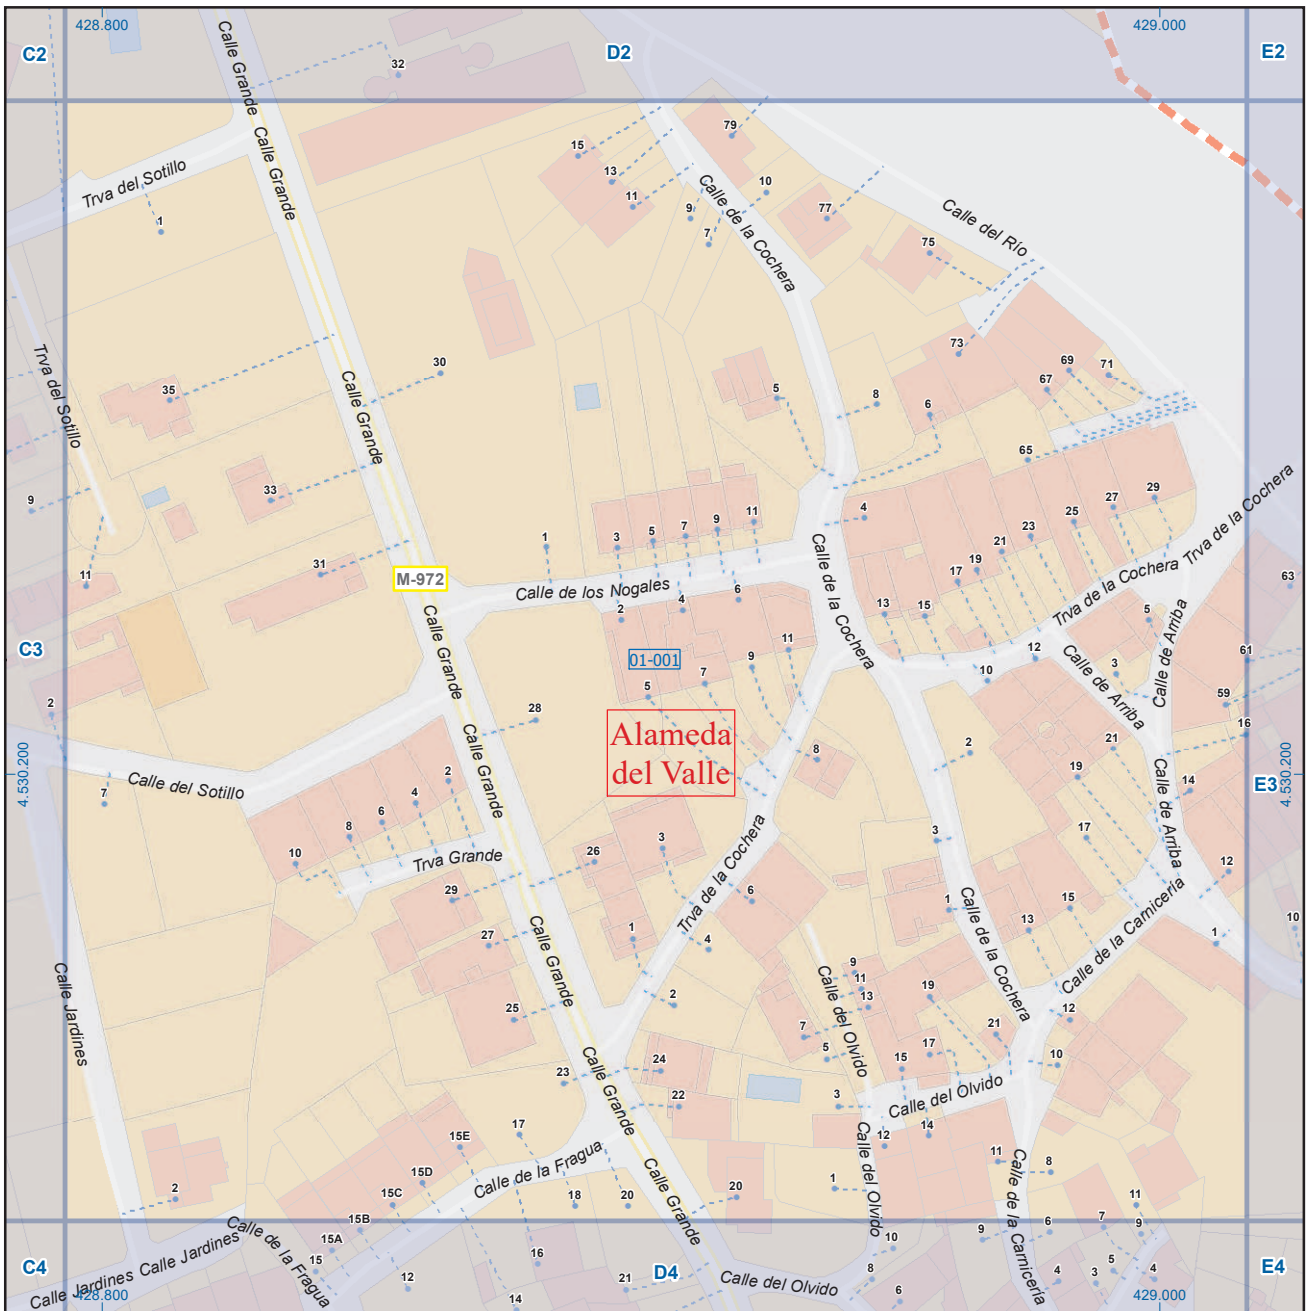 428.800
429.000
C2
D2
E2
32
Calle Grande
Calle Grande
79
15
13
11
10
9
7
77
Trva del Sotillo
1
Calle de la Cochera
Calle del Río
75
73
69
71
67
30
35
Calle Grande
Trva del Sotillo
5
8
6
65
33
9
29
27
25
23
21
19
17
4
11
9
7
5
3
1
31
11
M-972
Calle de los Nogales
2
4
6
Calle de la Cochera
13
15
Trva de la Cochera
Trva de la Cochera
63
5
Calle de Arriba
61
3
59
16
C3
01-001
Calle Grande
11
9
7
5
10
12
Calle de Arriba
2
28
Alameda
del Valle
8
2
21
19
14
4.530.200
4.530.200
E3
Calle del Sotillo
7
Calle Grande
2
4
6
8
10
Trva Grande
26
3
Trva de la Cochera
3
17
Calle de Arriba
12
29
6
1
15
13
Calle de la Carnicería
10
1
27
1
4
Calle Grande
Calle de la Cochera
Calle Jardines
9
11
13
19
2
25
Calle del Olvido
7
5
21
17
15
12
10
23
24
22
Calle Grande
3
Calle del Olvido
14
12
17
15E
15D
15C
15B
15A
15
Calle de la Fragua
18
20
20
Calle Grande
1
Calle del Olvido
11
8
Calle de la Carnicería
11
7
9
6
9
2
Calle de la Fragua
Calle Jardines
Calle Jardines
12
14
16
21
10
8
6
5
4
3
4
C4
D4
E4
Calle del Olvido
428.800
429.000